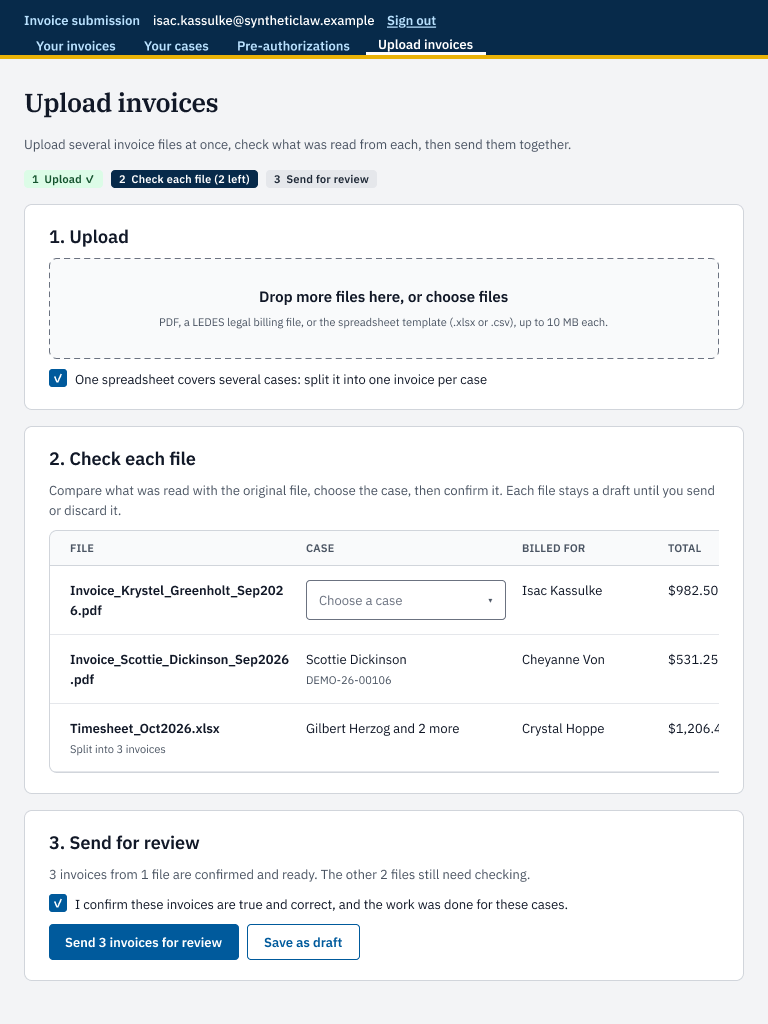 Invoice submission isac.kassulke@syntheticlaw.example Sign out
Your invoices Your cases Pre-authorizations Upload invoices
Upload invoices
Upload several invoice files at once, check what was read from each, then send them together.
1 Upload ✓ 2 Check each file (2 left) 3 Send for review
1. Upload
Drop more files here, or choose files
PDF, a LEDES legal billing file, or the spreadsheet template (.xlsx or .csv), up to 10 MB each.
One spreadsheet covers several cases: split it into one invoice per case
2. Check each file
Compare what was read with the original file, choose the case, then confirm it. Each file stays a draft until you send
or discard it.
FILE CASE BILLED FOR TOTAL
Invoice_Krystel_Greenholt_Sep202 Choose a case Isac Kassulke $982.50
6.pdf
Invoice_Scottie_Dickinson_Sep2026 Scottie Dickinson Cheyanne Von $531.25
.pdf DEMO-26-00106
Timesheet_Oct2026.xlsx Gilbert Herzog and 2 more Crystal Hoppe $1,206.4
Split into 3 invoices
3. Send for review
3 invoices from 1 file are confirmed and ready. The other 2 files still need checking.
I confirm these invoices are true and correct, and the work was done for these cases.
Send 3 invoices for review Save as draft